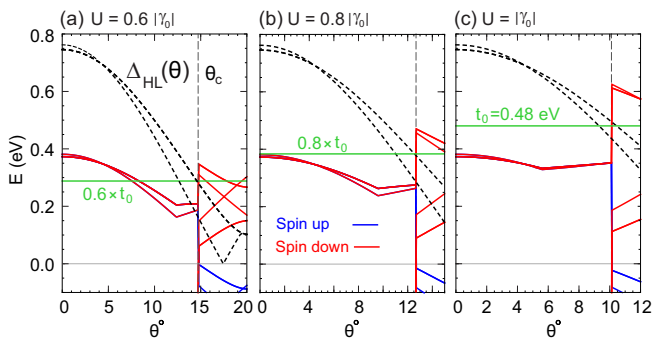 (a) U = 0.6 |γ₀|
(b) U = 0.8 |γ₀|
(c) U = |γ₀|
E (eV)
0.8
0.6
0.4
0.2
0.0
Δ_HL(θ)
θ_c
0.6×t₀
0.8×t₀
t₀=0.48 eV
Spin up
Spin down
0 5 10 15 20
0 4 8 12
0 2 4 6 8 10 12
θ°
θ°
θ°